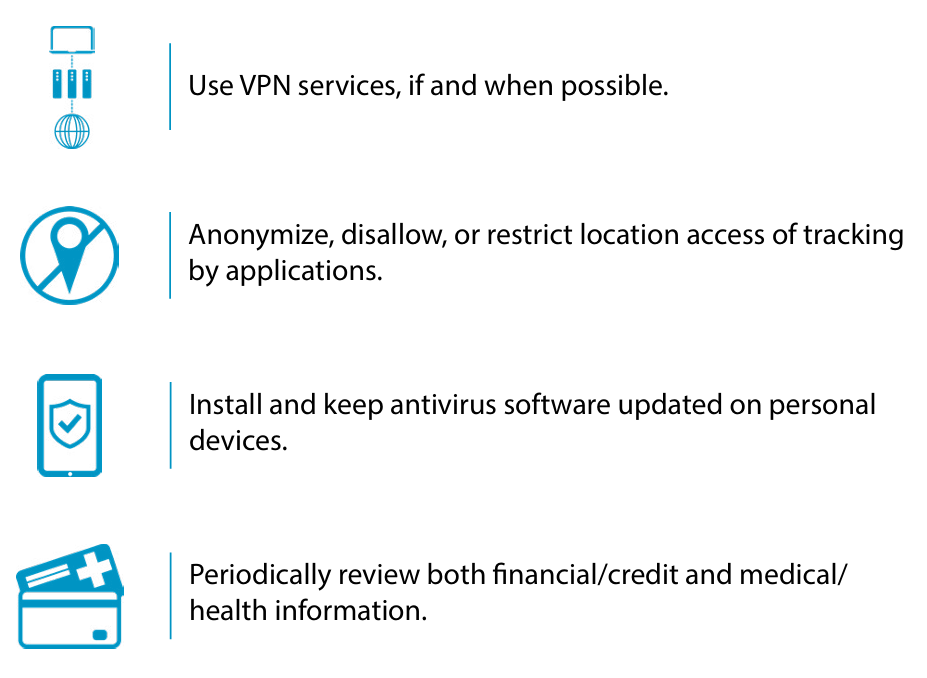 Use VPN services, if and when possible.
Anonymize, disallow, or restrict location access of tracking
by applications.
Install and keep antivirus software updated on personal
devices.
Periodically review both financial/credit and medical/
health information.